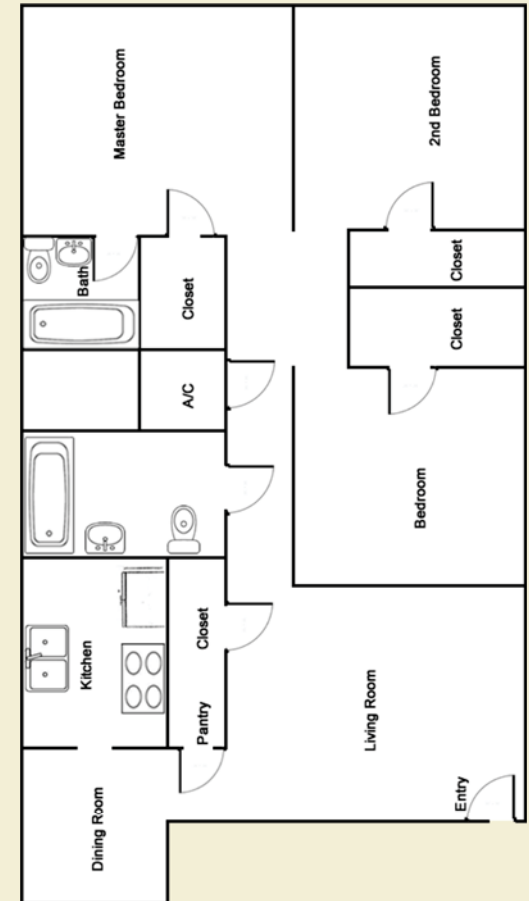 Master Bedroom
2nd Bedroom
Bath
Closet
Closet
Closet
A/C
Bedroom
Kitchen
Closet
Pantry
Living Room
Dining Room
Entry